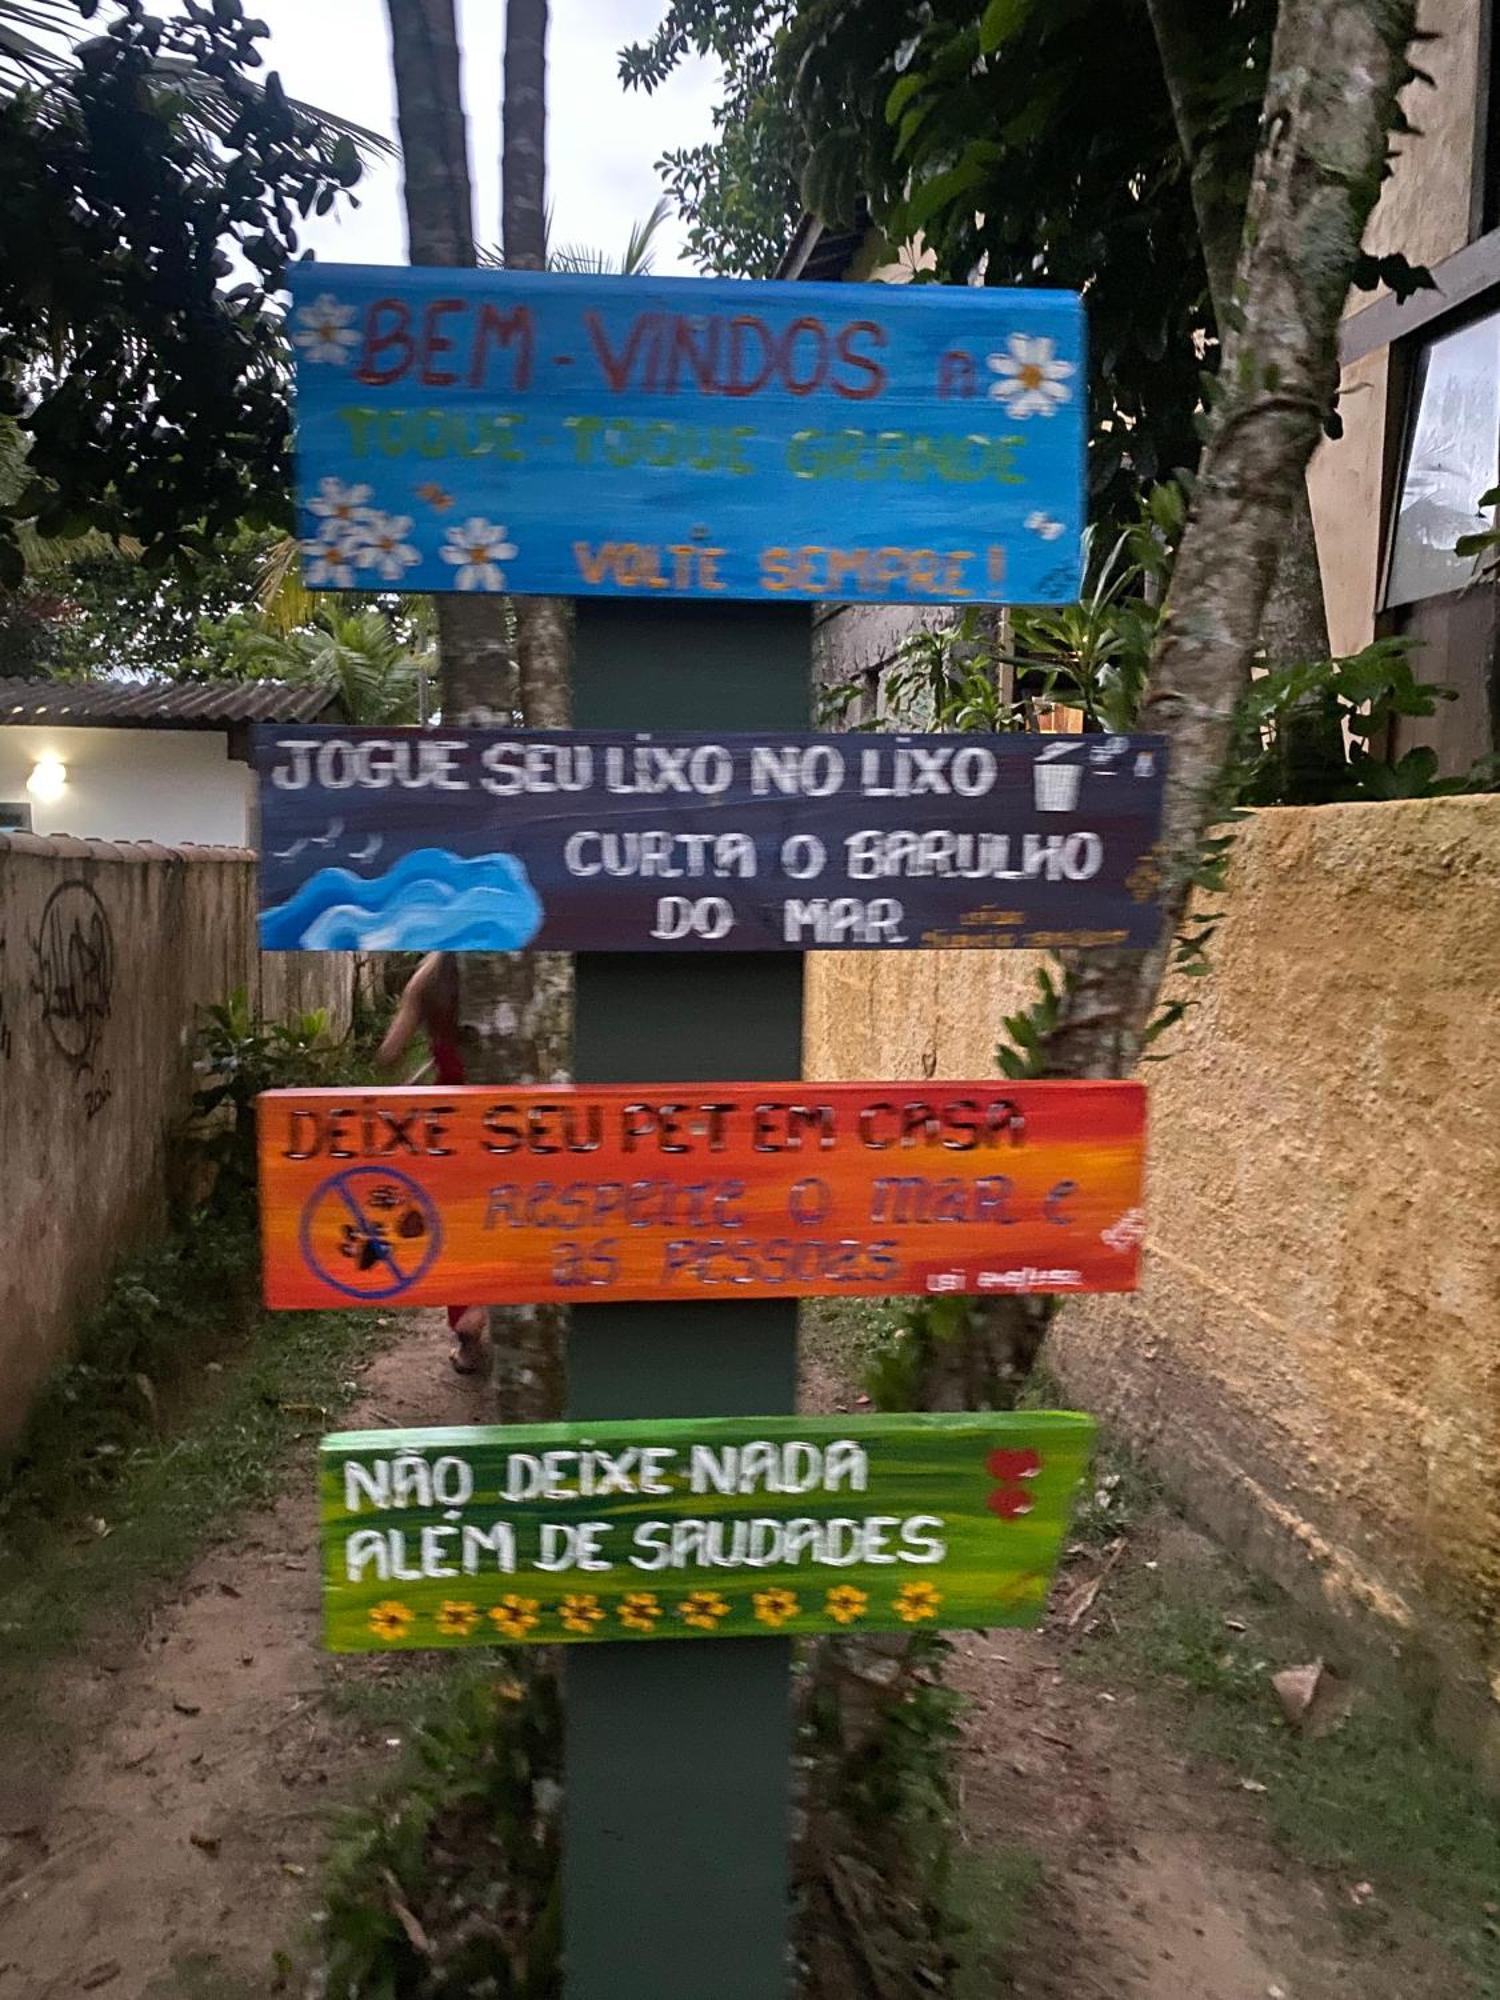 BEM-VINDOS A
TOQUE-TOQUE GRANDE
VOLTE SEMPRE!
JOGUE SEU LIXO NO LIXO
CURTA O BARULHO
DO MAR
DEIXE SEU PET EM CASA
RESPEITE O MAR E
AS PESSOAS
LEI
NÃO DEIXE NADA
ALÉM DE SAUDADES